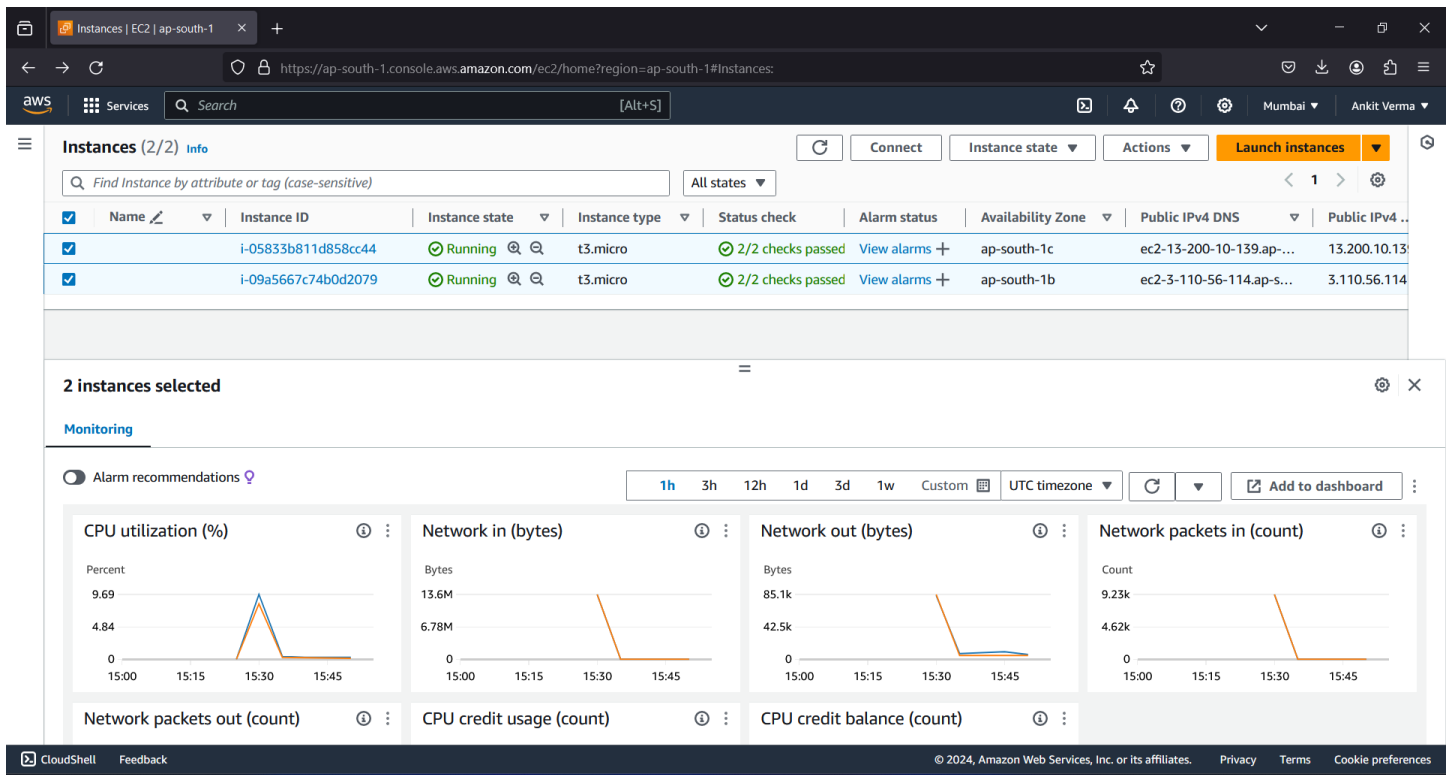 Instances | EC2 | ap-south-1
https://ap-south-1.console.aws.amazon.com/ec2/home?region=ap-south-1#Instances:
aws Services Search [Alt+S] Mumbai Ankit Verma
Instances (2/2) Info Connect Instance state Actions Launch instances
Find Instance by attribute or tag (case-sensitive) All states 1
Name Instance ID Instance state Instance type Status check Alarm status Availability Zone Public IPv4 DNS Public IPv4 ..
i-05833b811d858cc44 Running t3.micro 2/2 checks passed View alarms ap-south-1c ec2-13-200-10-139.ap-... 13.200.10.139
i-09a5667c74b0d2079 Running t3.micro 2/2 checks passed View alarms ap-south-1b ec2-3-110-56-114.ap-s... 3.110.56.114
2 instances selected
Monitoring
Alarm recommendations 1h 3h 12h 1d 3d 1w Custom UTC timezone Add to dashboard
CPU utilization (%) Network in (bytes) Network out (bytes) Network packets in (count)
Percent Bytes Bytes Count
9.69 13.6M 85.1k 9.23k
4.84 6.78M 42.5k 4.62k
0 0 0 0
15:00 15:15 15:30 15:45 15:00 15:15 15:30 15:45 15:00 15:15 15:30 15:45 15:00 15:15 15:30 15:45
Network packets out (count) CPU credit usage (count) CPU credit balance (count)
CloudShell Feedback © 2024, Amazon Web Services, Inc. or its affiliates. Privacy Terms Cookie preferences